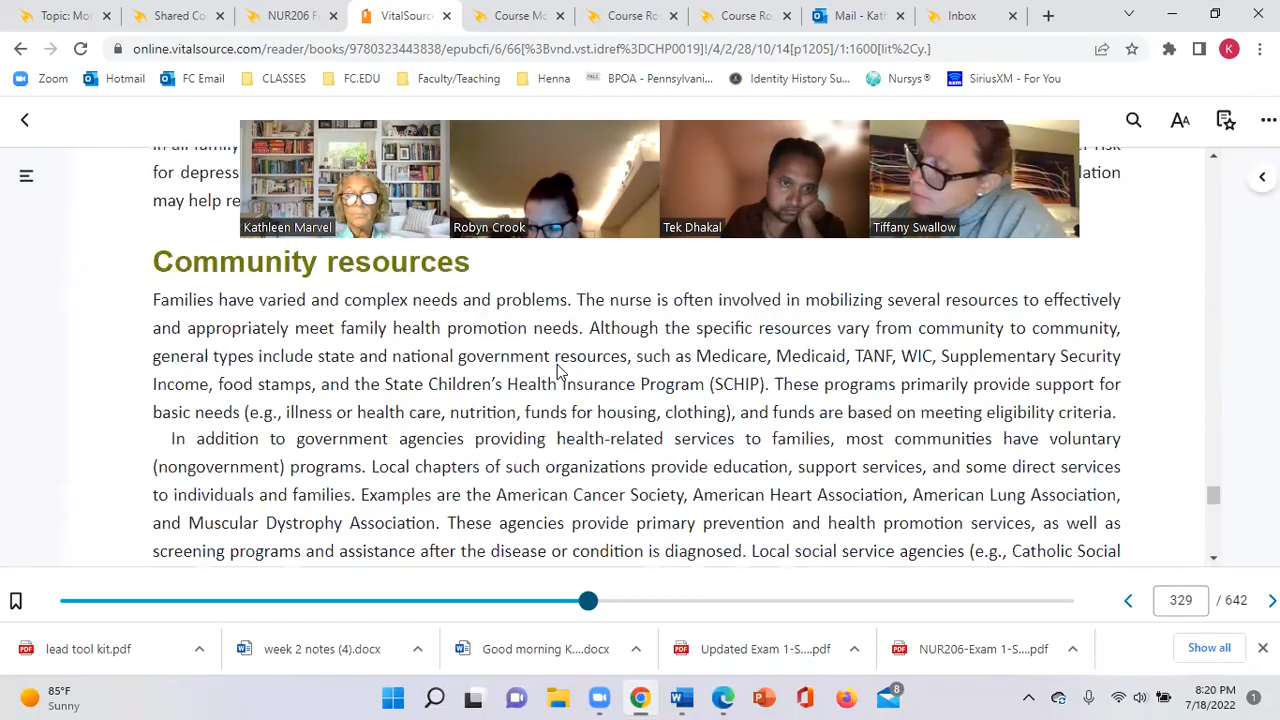 Topic: Mor
Shared Co
NUR206 F
VitalSource
Course Mo
Course Ro
Course Ro
Mail - Kath
Inbox
online.vitalsource.com/reader/books/9780323443838/epubcfi/6/66[%3Bvnd.vst.idref%3DCHP0019]!/4/2/28/10/14[p1205]/1:1600[lit%2Cy.]
K
Zoom
Hotmail
FC Email
CLASSES
FC.EDU
Faculty/Teaching
Henna
BPOA - Pennsylvani...
Identity History Su...
Nursys®
SiriusXM - For You
In all family
risk
for depress
lation
may help re
Kathleen Marvel
Robyn Crook
Tek Dhakal
Tiffany Swallow
Community resources
Families have varied and complex needs and problems. The nurse is often involved in mobilizing several resources to effectively
and appropriately meet family health promotion needs. Although the specific resources vary from community to community,
general types include state and national government resources, such as Medicare, Medicaid, TANF, WIC, Supplementary Security
Income, food stamps, and the State Children's Health Insurance Program (SCHIP). These programs primarily provide support for
basic needs (e.g., illness or health care, nutrition, funds for housing, clothing), and funds are based on meeting eligibility criteria.
In addition to government agencies providing health-related services to families, most communities have voluntary
(nongovernment) programs. Local chapters of such organizations provide education, support services, and some direct services
to individuals and families. Examples are the American Cancer Society, American Heart Association, American Lung Association,
and Muscular Dystrophy Association. These agencies provide primary prevention and health promotion services, as well as
screening programs and assistance after the disease or condition is diagnosed. Local social service agencies (e.g., Catholic Social
329 / 642
lead tool kit.pdf
week 2 notes (4).docx
Good morning K....docx
Updated Exam 1-S....pdf
NUR206-Exam 1-S....pdf
Show all
85°F
Sunny
8
8:20 PM
7/18/2022
1